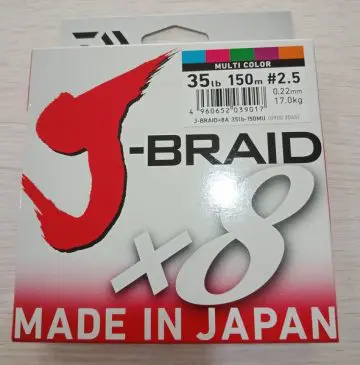 MULTI COLOR
35lb 150m #2.5
0.22mm
17.0kg
4 960652 039017
J-BRAID×8A 35lb-150MU
J-BRAID
×8
MADE IN JAPAN